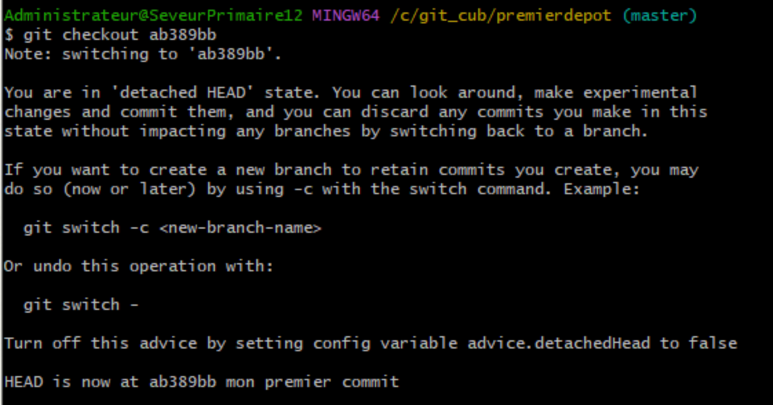 Administrateur@SeveurPrimaire12 MINGW64 /c/git_cub/premierdepot (master)
$ git checkout ab389bb
Note: switching to 'ab389bb'.
You are in 'detached HEAD' state. You can look around, make experimental
changes and commit them, and you can discard any commits you make in this
state without impacting any branches by switching back to a branch.
If you want to create a new branch to retain commits you create, you may
do so (now or later) by using -c with the switch command. Example:
git switch -c <new-branch-name>
Or undo this operation with:
git switch -
Turn off this advice by setting config variable advice.detachedHead to false
HEAD is now at ab389bb mon premier commit